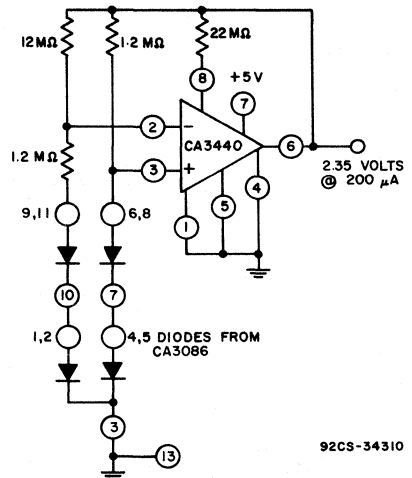 12MΩ
1·2 MΩ
22MΩ
8
+5V
7
2
−
CA3440
6
1.2 MΩ
3
+
2.35 VOLTS
@ 200 µA
4
5
9,11
6,8
1
10
7
1,2
4,5 DIODES FROM
CA3086
3
13
92CS-34310